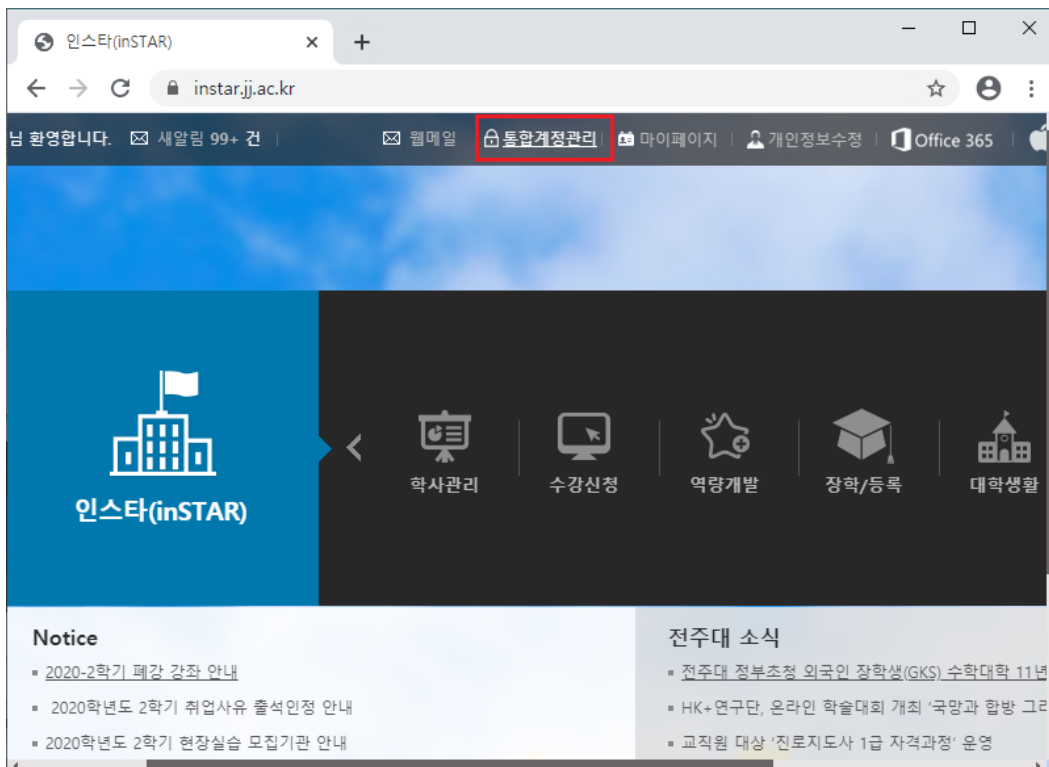 인스타(inSTAR)
instar.jj.ac.kr
님 환영합니다. 새알림 99+ 건 웹메일 통합계정관리 마이페이지 개인정보수정 Office 365
인스타(inSTAR)
학사관리 수강신청 역량개발 장학/등록 대학생활
Notice
2020-2학기 폐강 강좌 안내
2020학년도 2학기 취업사유 출석인정 안내
2020학년도 2학기 현장실습 모집기관 안내
전주대 소식
전주대 정부초청 외국인 장학생(GKS) 수학대학 11년
HK+연구단, 온라인 학술대회 개최 '국망과 합방 그리
교직원 대상 '진로지도사 1급 자격과정' 운영